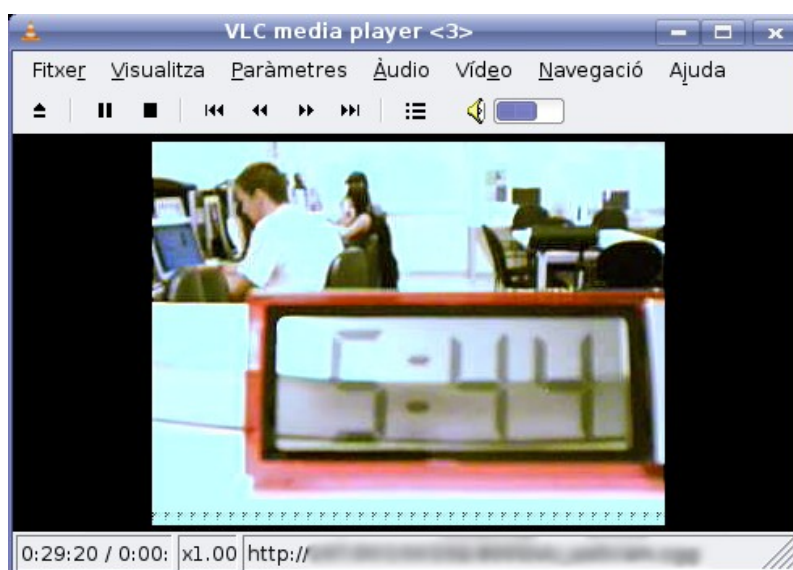 VLC media player <3>
Fitxer Visualitza Paràmetres Àudio Vídeo Navegació Ajuda
5:44
0:29:20 / 0:00: x1.00 http://